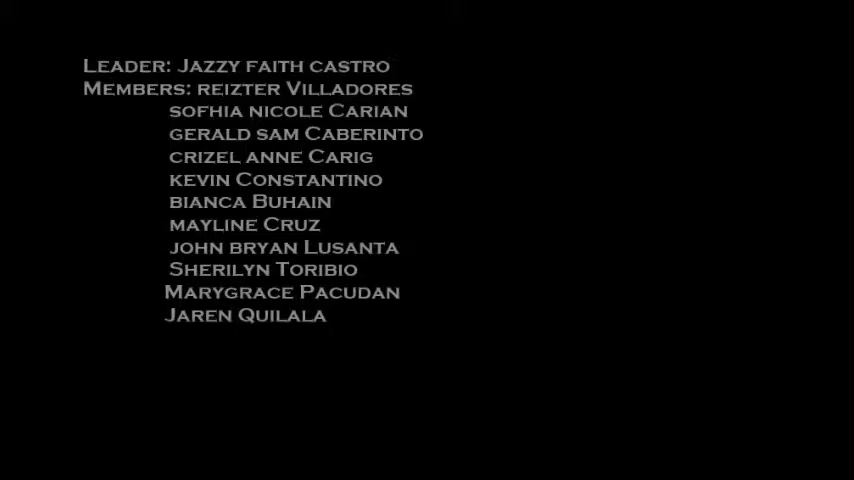 Leader: Jazzy faith castro
Members: reizter Villadores
sofhia nicole Carian
gerald sam Caberinto
crizel anne Carig
kevin Constantino
bianca Buhain
mayline Cruz
john bryan Lusanta
Sherilyn Toribio
Marygrace Pacudan
Jaren Quilala